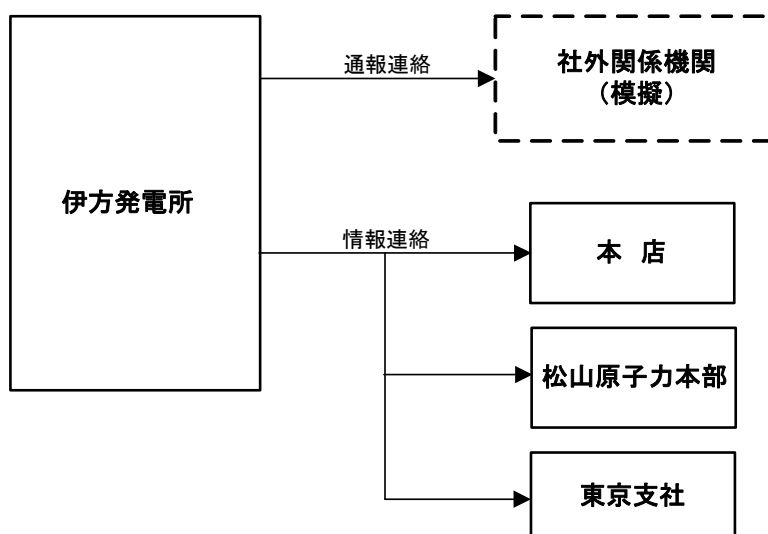 通報連絡
社外関係機関
（模擬）
伊方発電所
情報連絡
本 店
松山原子力本部
東京支社